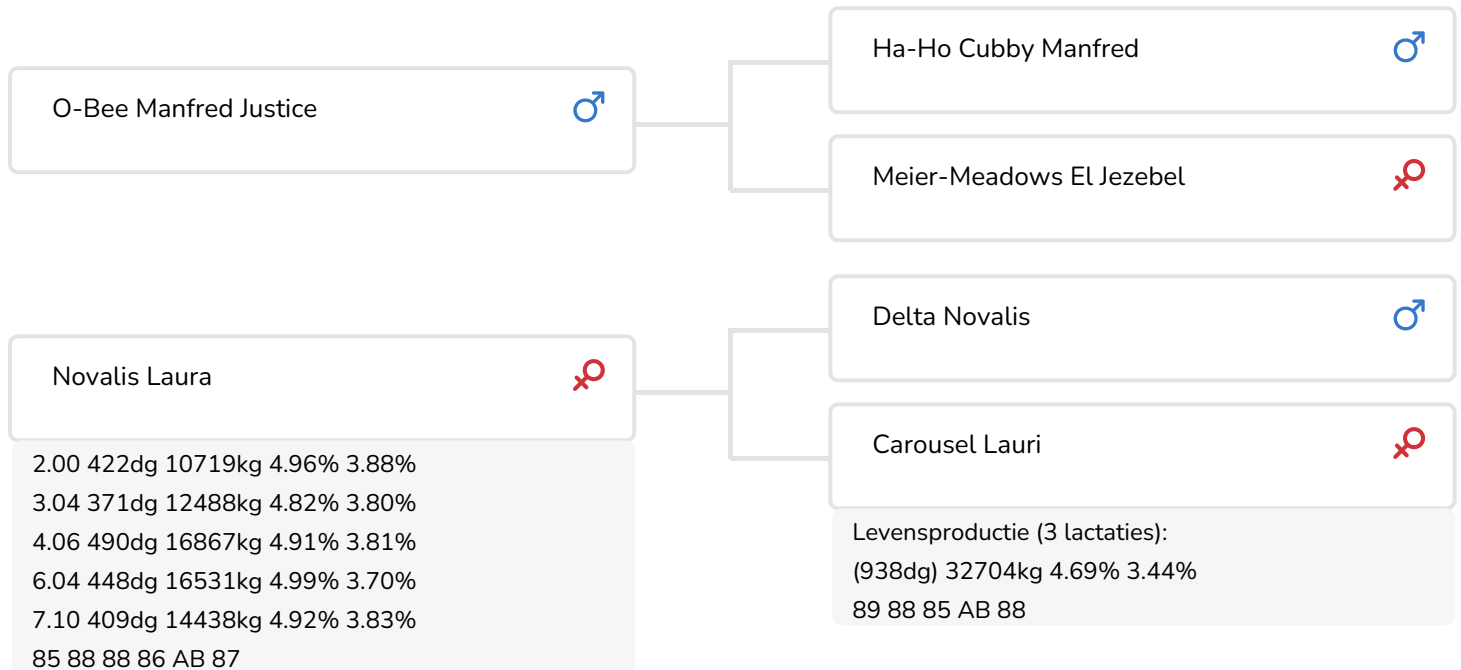 O-Bee Manfred Justice
Ha-Ho Cubby Manfred
Meier-Meadows El Jezebel
Novalis Laura
2.00 422dg 10719kg 4.96% 3.88%
3.04 371dg 12488kg 4.82% 3.80%
4.06 490dg 16867kg 4.91% 3.81%
6.04 448dg 16531kg 4.99% 3.70%
7.10 409dg 14438kg 4.92% 3.83%
85 88 88 86 AB 87
Delta Novalis
Carousel Lauri
Levensproductie (3 lactaties):
(938dg) 32704kg 4.69% 3.44%
89 88 85 AB 88